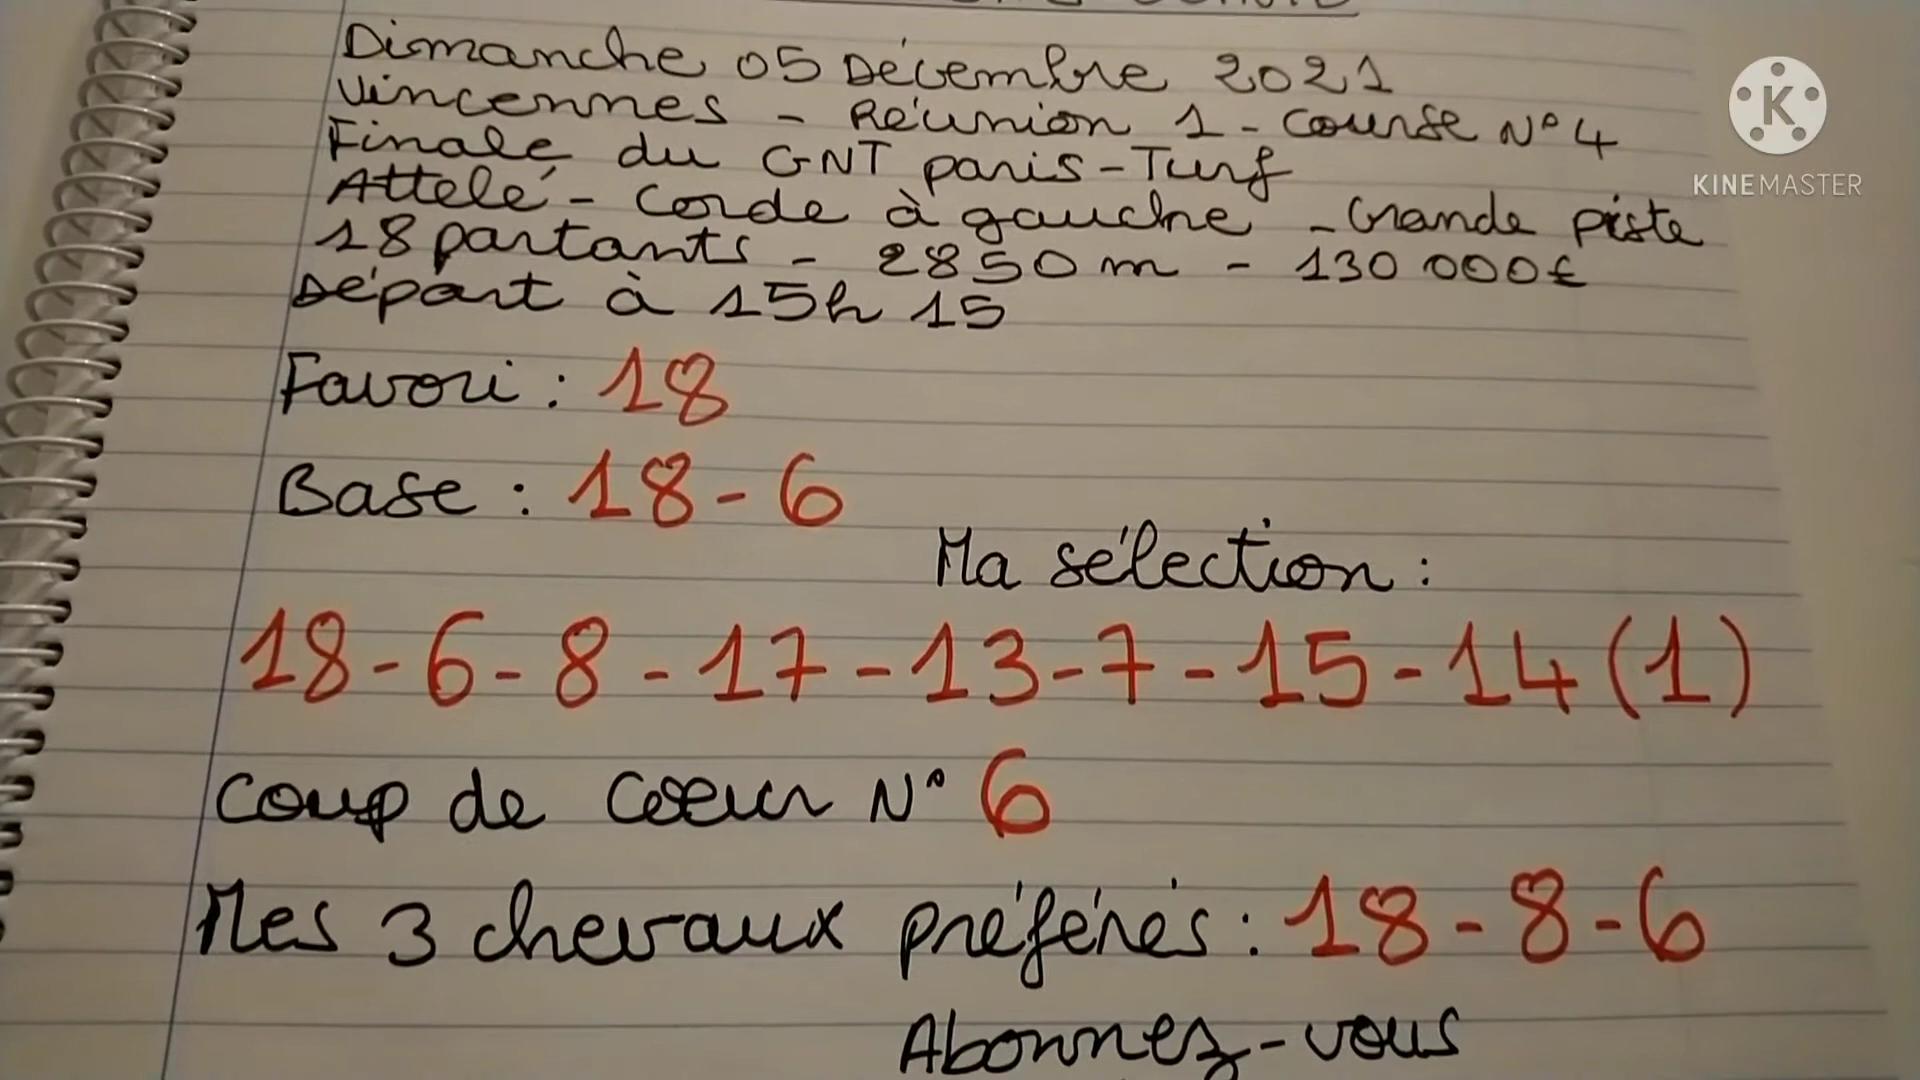 Dimanche 05 Décembre 2021
Vincennes - Réunion 1 - Course N° 4
Finale du GNT paris-Turf
Attelé - Corde à gauche - Grande piste
18 partants - 2850 m - 130 000€
Départ à 15h 15
Favori : 18
Base : 18 - 6
Ma sélection :
18 - 6 - 8 - 17 - 13 - 7 - 15 - 14 (1)
Coup de Coeur N° 6
Mes 3 chevaux préférés : 18 - 8 - 6
Abonnez-vous
K
KINEMASTER